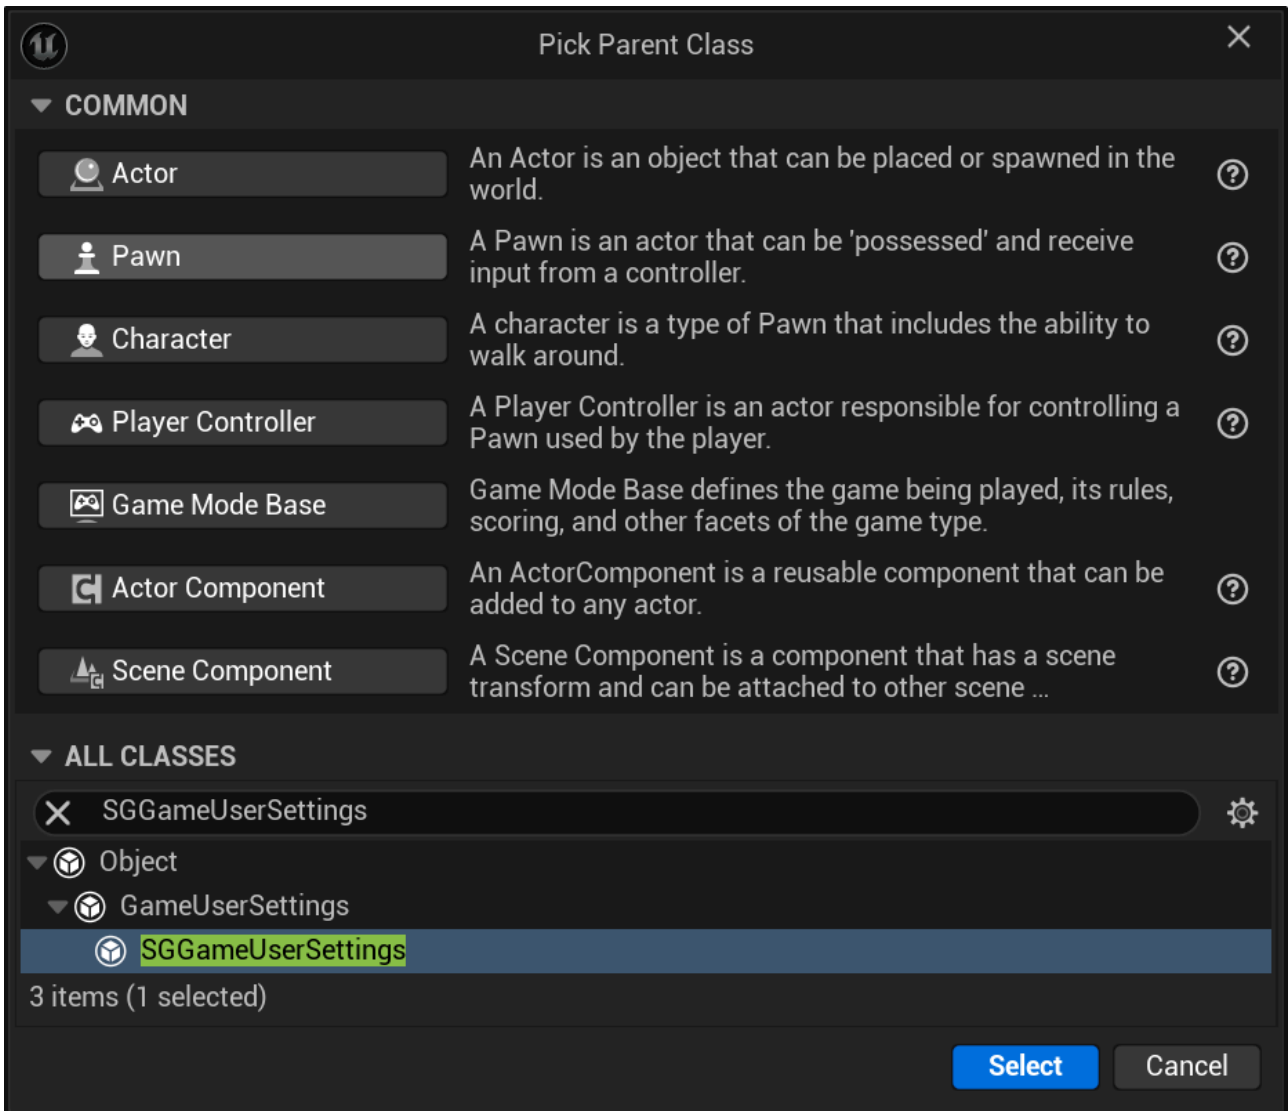 Pick Parent Class
COMMON
Actor
An Actor is an object that can be placed or spawned in the
world.
Pawn
A Pawn is an actor that can be 'possessed' and receive
input from a controller.
Character
A character is a type of Pawn that includes the ability to
walk around.
Player Controller
A Player Controller is an actor responsible for controlling a
Pawn used by the player.
Game Mode Base
Game Mode Base defines the game being played, its rules,
scoring, and other facets of the game type.
Actor Component
An ActorComponent is a reusable component that can be
added to any actor.
Scene Component
A Scene Component is a component that has a scene
transform and can be attached to other scene ...
ALL CLASSES
SGGameUserSettings
Object
GameUserSettings
SGGameUserSettings
3 items (1 selected)
Select
Cancel